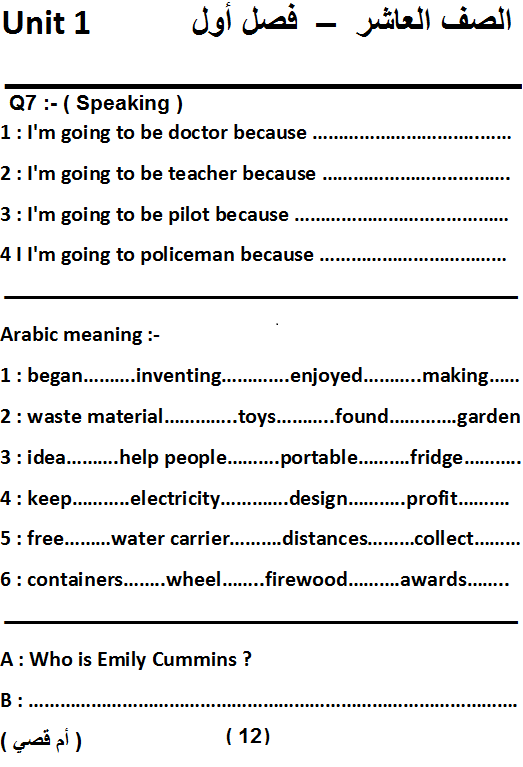 Unit 1 الصف العاشر – فصل أول
Q7 :- ( Speaking )
1 : I'm going to be doctor because ......................................
2 : I'm going to be teacher because ....................................
3 : I'm going to be pilot because .........................................
4 I I'm going to policeman because ....................................
Arabic meaning :-
1 : began..........inventing.............enjoyed...........making......
2 : waste material..............toys...........found.............garden
3 : idea..........help people..........portable..........fridge...........
4 : keep...........electricity.............design...........profit..........
5 : free.........water carrier..........distances.........collect.........
6 : containers........wheel........firewood..........awards........
A : Who is Emily Cummins ?
B : ..............................................................................................
( أم قصي ) ( 12 )